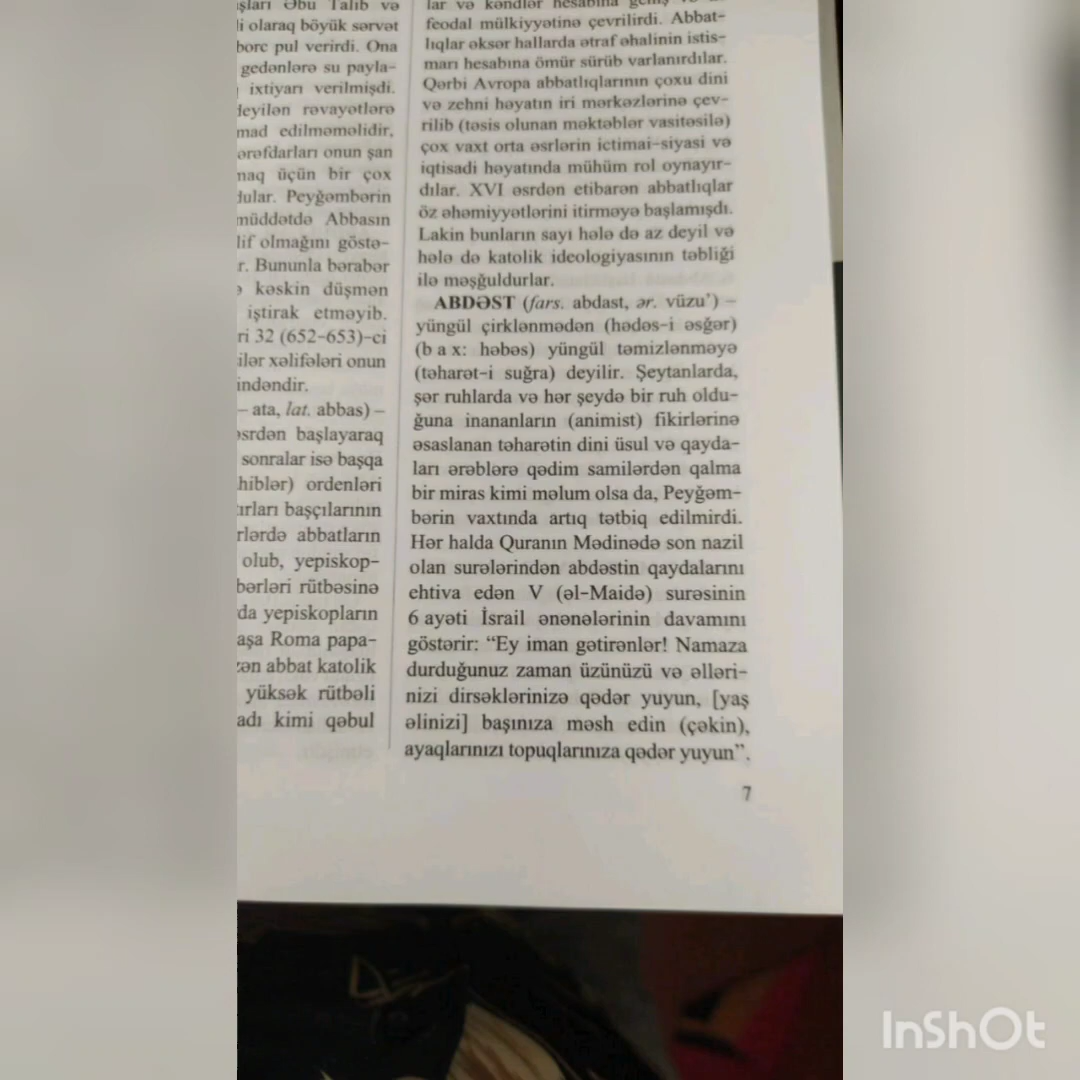 şları Əbu Talib və
li olaraq böyük sərvət
borc pul verirdi. Ona
gedənlərə su payla-
ixtiyarı verilmişdi.
deyilən rəvayətlərə
mad edilməməlidir,
ərəfdarları onun şan
maq üçün bir çox
dular. Peyğəmbərin
müddətdə Abbasın
lif olmağını göstə-
r. Bununla bərabər
ə kəskin düşmən
iştirak etməyib.
ri 32 (652-653)-ci
silər xəlifələri onun
indəndir.
– ata, lat. abbas) –
əsrdən başlayaraq
sonralar isə başqa
hiblər) ordenləri
ırları başçılarının
rlərdə abbatların
olub, yepiskop-
bərləri rütbəsinə
da yepiskopların
aşa Roma papa-
zən abbat katolik
yüksək rütbəli
adı kimi qəbul
lar və kəndlər hesabına geniş
feodal mülkiyyətinə çevrilirdi. Abbat-
lıqlar əksər hallarda ətraf əhalinin istis-
marı hesabına ömür sürüb varlanırdılar.
Qərbi Avropa abbatlıqlarının çoxu dini
və zehni həyatın iri mərkəzlərinə çev-
rilib (təsis olunan məktəblər vasitəsilə)
çox vaxt orta əsrlərin ictimai-siyasi və
iqtisadi həyatında mühüm rol oynayır-
dılar. XVI əsrdən etibarən abbatlıqlar
öz əhəmiyyətlərini itirməyə başlamışdı.
Lakin bunların sayı hələ də az deyil və
hələ də katolik ideologiyasının təbliği
ilə məşğuldurlar.
ABDƏST (fars. abdast, ər. vüzu’) –
yüngül çirklənmədən (hədəs-i əsğər)
(b a x: həbəs) yüngül təmizlənməyə
(təharət-i suğra) deyilir. Şeytanlarda,
şər ruhlarda və hər şeydə bir ruh oldu-
ğuna inananların (animist) fikirlərinə
əsaslanan təharətin dini üsul və qayda-
ları ərəblərə qədim samilərdən qalma
bir miras kimi məlum olsa da, Peyğəm-
bərin vaxtında artıq tətbiq edilmirdi.
Hər halda Quranın Mədinədə son nazil
olan surələrindən abdəstin qaydalarını
ehtiva edən V (əl-Maidə) surəsinin
6 ayəti İsrail ənənələrinin davamını
göstərir: “Ey iman gətirənlər! Namaza
durduğunuz zaman üzünüzü və əlləri-
nizi dirsəklərinizə qədər yuyun, [yaş
əlinizi] başınıza məsh edin (çəkin),
ayaqlarınızı topuqlarınıza qədər yuyun”.
7
InShOt